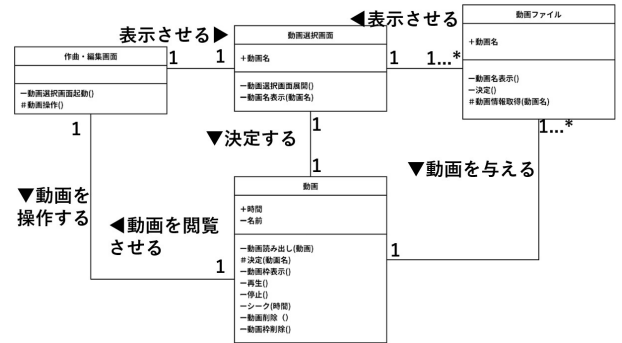 表示させる▶
◀表示させる
作曲・編集画面
ー動画選択画面起動()
#動画操作()
1
1
動画選択画面
+動画名
ー動画選択画面展開()
ー動画名表示(動画名)
1
1...*
動画ファイル
+動画名
ー動画名表示()
ー決定()
#動画情報取得(動画名)
1
1
1...*
▼決定する
▼動画を与える
1
▼動画を
操作する
◀動画を閲覧
させる
1
1
動画
+時間
ー名前
ー動画読み出し(動画)
#決定(動画名)
ー動画枠表示()
ー再生()
ー停止()
ーシーク(時間)
ー動画削除()
ー動画枠削除()